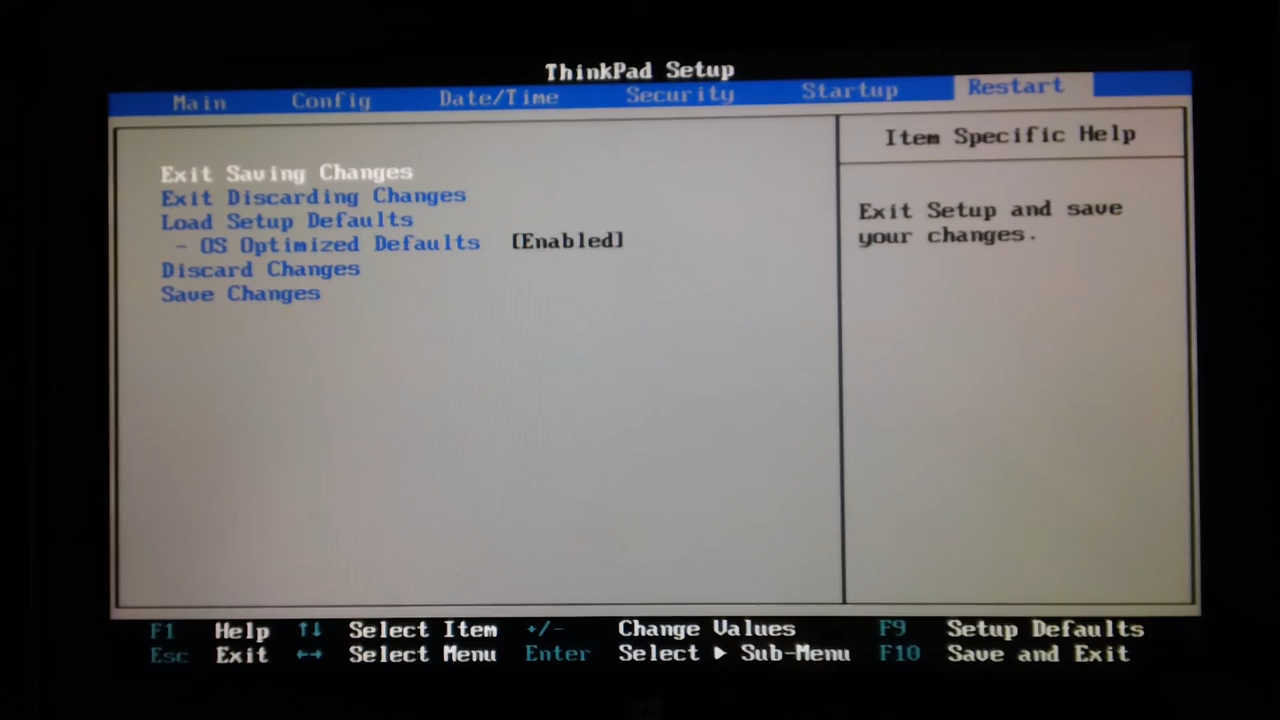 ThinkPad Setup
Main Config Date/Time Security Startup Restart
Item Specific Help
Exit Saving Changes
Exit Discarding Changes
Load Setup Defaults
- OS Optimized Defaults [Enabled]
Discard Changes
Save Changes
Exit Setup and save
your changes.
F1 Help ↑↓ Select Item +/- Change Values F9 Setup Defaults
Esc Exit ←→ Select Menu Enter Select ▶ Sub-Menu F10 Save and Exit